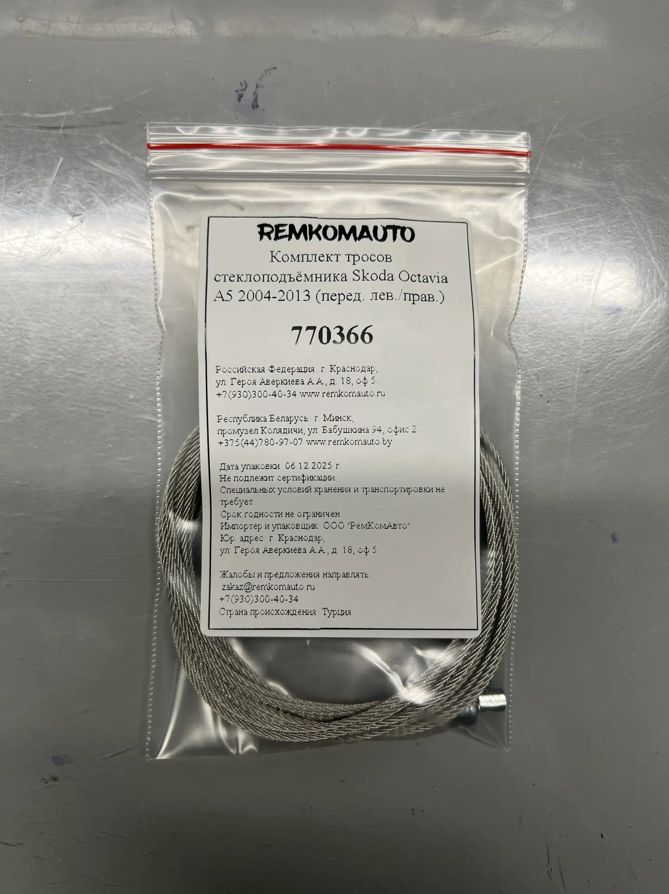 REMKOMAUTO
Комплект тросов
стеклоподъёмника Skoda Octavia
A5 2004-2013 (перед. лев./прав.)
770366
Российская Федерация г. Краснодар,
ул. Героя Аверкиева А.А., д. 18, оф 5.
+7(930)300-40-34 www.remkomauto.ru
Республика Беларусь г. Минск,
промузел Колядичи, ул. Бабушкина 94, офис 2
+375(44)780-97-07 www.remkomauto.by
Дата упаковки 06.12.2025 г
Не подлежит сертификации
Специальных условий хранения и транспортировки не
требует
Срок годности не ограничен
Импортер и упаковщик ООО "РемКомАвто"
Юр. адрес г. Краснодар,
ул. Героя Аверкиева А.А., д. 18, оф 5.
Жалобы и предложения направлять
zakaz@remkomauto.ru
+7(930)300-40-34
Страна происхождения Турция